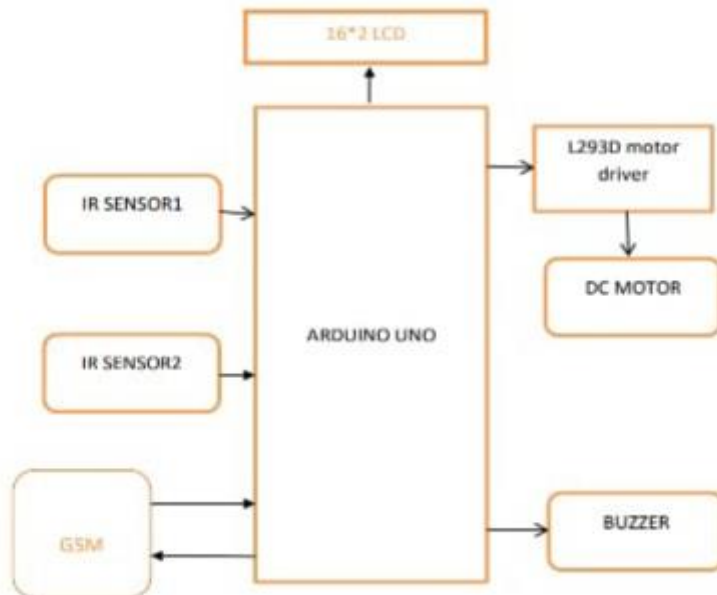 16*2 LCD
L293D motor
driver
IR SENSOR1
DC MOTOR
ARDUINO UNO
IR SENSOR2
GSM
BUZZER